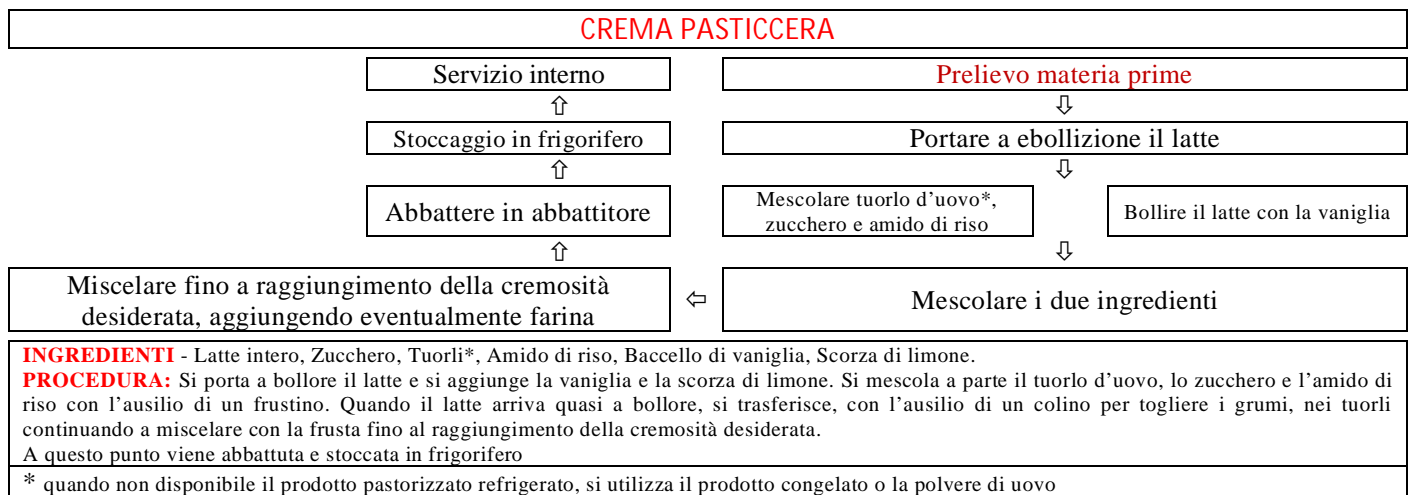 CREMA PASTICCERA
Servizio interno
Prelievo materia prime
⇧
⇩
Stoccaggio in frigorifero
Portare a ebollizione il latte
⇧
⇩
Abbattere in abbattitore
Mescolare tuorlo d’uovo*,
zucchero e amido di riso
Bollire il latte con la vaniglia
⇧
⇩
Miscelare fino a raggiungimento della cremosità
desiderata, aggiungendo eventualmente farina
⇦
Mescolare i due ingredienti
INGREDIENTI - Latte intero, Zucchero, Tuorli*, Amido di riso, Baccello di vaniglia, Scorza di limone.
PROCEDURA: Si porta a bollore il latte e si aggiunge la vaniglia e la scorza di limone. Si mescola a parte il tuorlo d’uovo, lo zucchero e l’amido di
riso con l’ausilio di un frustino. Quando il latte arriva quasi a bollore, si trasferisce, con l’ausilio di un colino per togliere i grumi, nei tuorli
continuando a miscelare con la frusta fino al raggiungimento della cremosità desiderata.
A questo punto viene abbattuta e stoccata in frigorifero
* quando non disponibile il prodotto pastorizzato refrigerato, si utilizza il prodotto congelato o la polvere di uovo